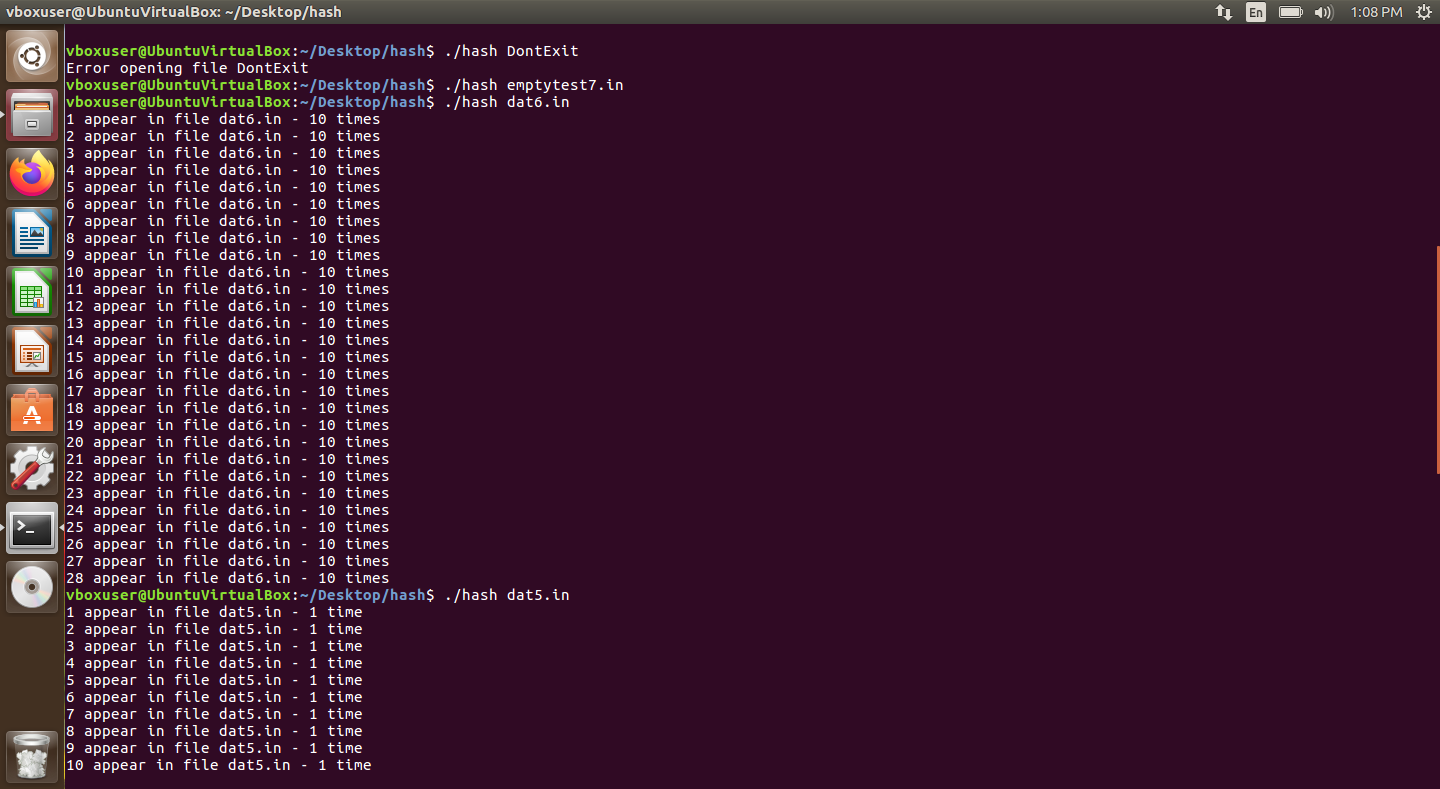 vboxuser@UbuntuVirtualBox: ~/Desktop/hash
En
1:08 PM
vboxuser@UbuntuVirtualBox:~/Desktop/hash$ ./hash DontExit
Error opening file DontExit
vboxuser@UbuntuVirtualBox:~/Desktop/hash$ ./hash emptytest7.in
vboxuser@UbuntuVirtualBox:~/Desktop/hash$ ./hash dat6.in
1 appear in file dat6.in - 10 times
2 appear in file dat6.in - 10 times
3 appear in file dat6.in - 10 times
4 appear in file dat6.in - 10 times
5 appear in file dat6.in - 10 times
6 appear in file dat6.in - 10 times
7 appear in file dat6.in - 10 times
8 appear in file dat6.in - 10 times
9 appear in file dat6.in - 10 times
10 appear in file dat6.in - 10 times
11 appear in file dat6.in - 10 times
12 appear in file dat6.in - 10 times
13 appear in file dat6.in - 10 times
14 appear in file dat6.in - 10 times
15 appear in file dat6.in - 10 times
16 appear in file dat6.in - 10 times
17 appear in file dat6.in - 10 times
18 appear in file dat6.in - 10 times
19 appear in file dat6.in - 10 times
20 appear in file dat6.in - 10 times
21 appear in file dat6.in - 10 times
22 appear in file dat6.in - 10 times
23 appear in file dat6.in - 10 times
24 appear in file dat6.in - 10 times
25 appear in file dat6.in - 10 times
26 appear in file dat6.in - 10 times
27 appear in file dat6.in - 10 times
28 appear in file dat6.in - 10 times
vboxuser@UbuntuVirtualBox:~/Desktop/hash$ ./hash dat5.in
1 appear in file dat5.in - 1 time
2 appear in file dat5.in - 1 time
3 appear in file dat5.in - 1 time
4 appear in file dat5.in - 1 time
5 appear in file dat5.in - 1 time
6 appear in file dat5.in - 1 time
7 appear in file dat5.in - 1 time
8 appear in file dat5.in - 1 time
9 appear in file dat5.in - 1 time
10 appear in file dat5.in - 1 time